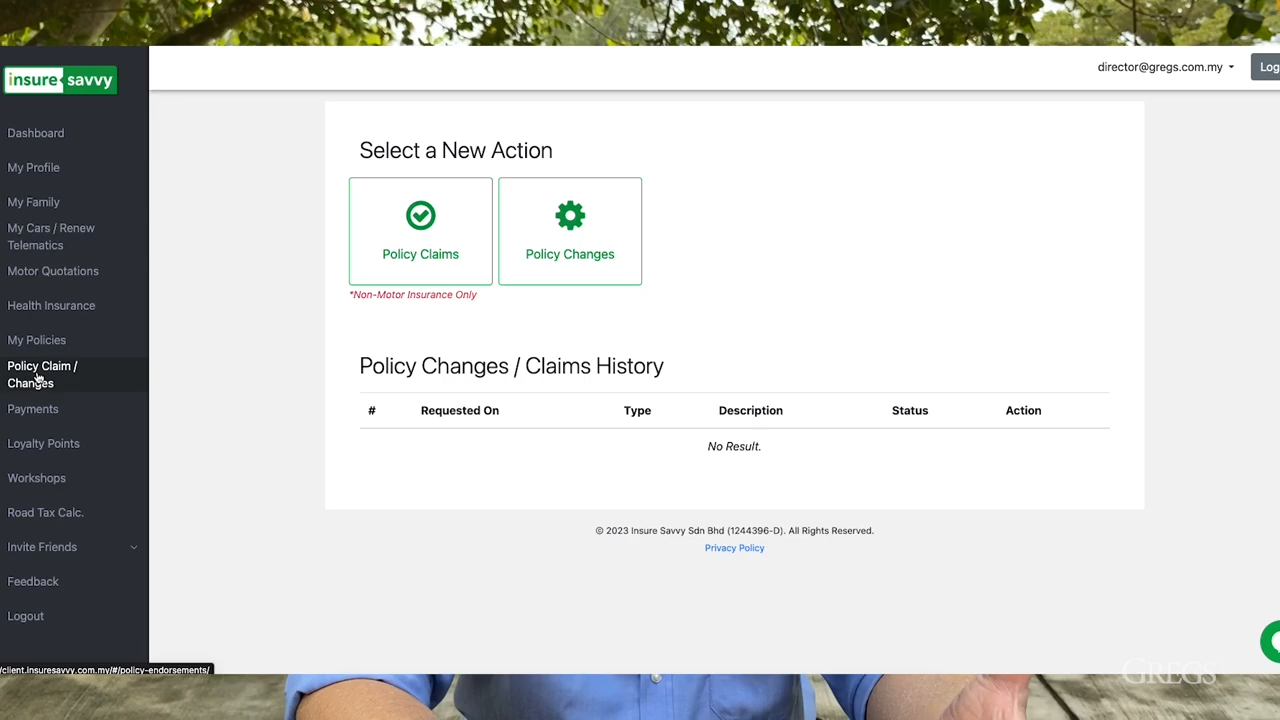 insure savvy
director@gregs.com.my
Log
Dashboard
My Profile
My Family
My Cars / Renew
Telematics
Motor Quotations
Health Insurance
My Policies
Policy Claim /
Changes
Payments
Loyalty Points
Workshops
Road Tax Calc.
Invite Friends
Feedback
Logout
Select a New Action
Policy Claims
Policy Changes
*Non-Motor Insurance Only
Policy Changes / Claims History
# Requested On Type Description Status Action
No Result.
© 2023 Insure Savvy Sdn Bhd (1244396-D). All Rights Reserved.
Privacy Policy
/client.insuresavvy.com.my/#/policy-endorsements/
GREGS